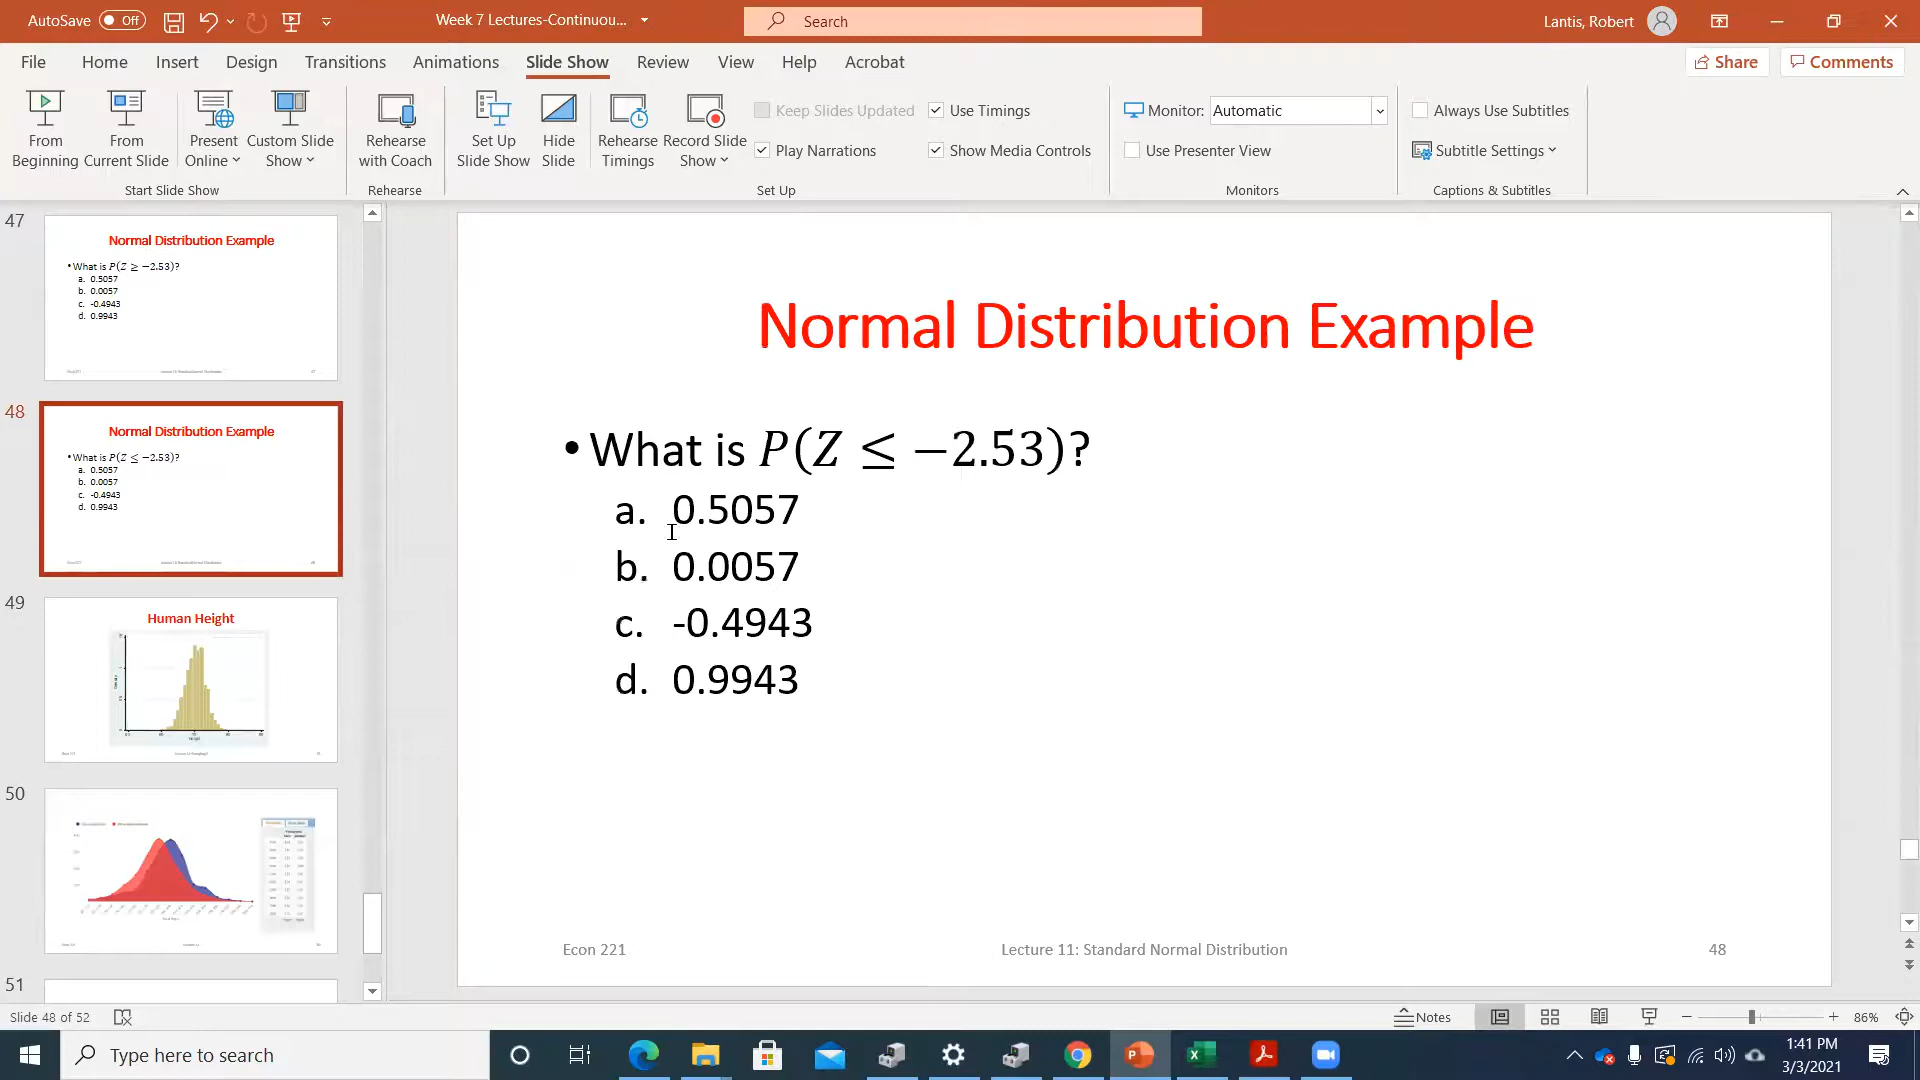 AutoSave Off Week 7 Lectures-Continuou... Search Lantis, Robert
File Home Insert Design Transitions Animations Slide Show Review View Help Acrobat Share Comments
From Beginning
From Current Slide
Present Online
Custom Slide Show
Rehearse with Coach
Set Up Slide Show
Hide Slide
Rehearse Timings
Record Slide Show
Keep Slides Updated
Use Timings
Play Narrations
Show Media Controls
Monitor: Automatic
Use Presenter View
Always Use Subtitles
Subtitle Settings
Start Slide Show Rehearse Set Up Monitors Captions & Subtitles
47
Normal Distribution Example
•What is P(Z ≥ −2.53)?
a. 0.5057
b. 0.0057
c. -0.4943
d. 0.9943
48
Normal Distribution Example
•What is P(Z ≤ −2.53)?
a. 0.5057
b. 0.0057
c. -0.4943
d. 0.9943
49
Human Height
50
51
Normal Distribution Example
• What is P(Z ≤ −2.53)?
a. 0.5057
b. 0.0057
c. -0.4943
d. 0.9943
Econ 221 Lecture 11: Standard Normal Distribution 48
Slide 48 of 52 Notes 86%
Type here to search
1:41 PM
3/3/2021